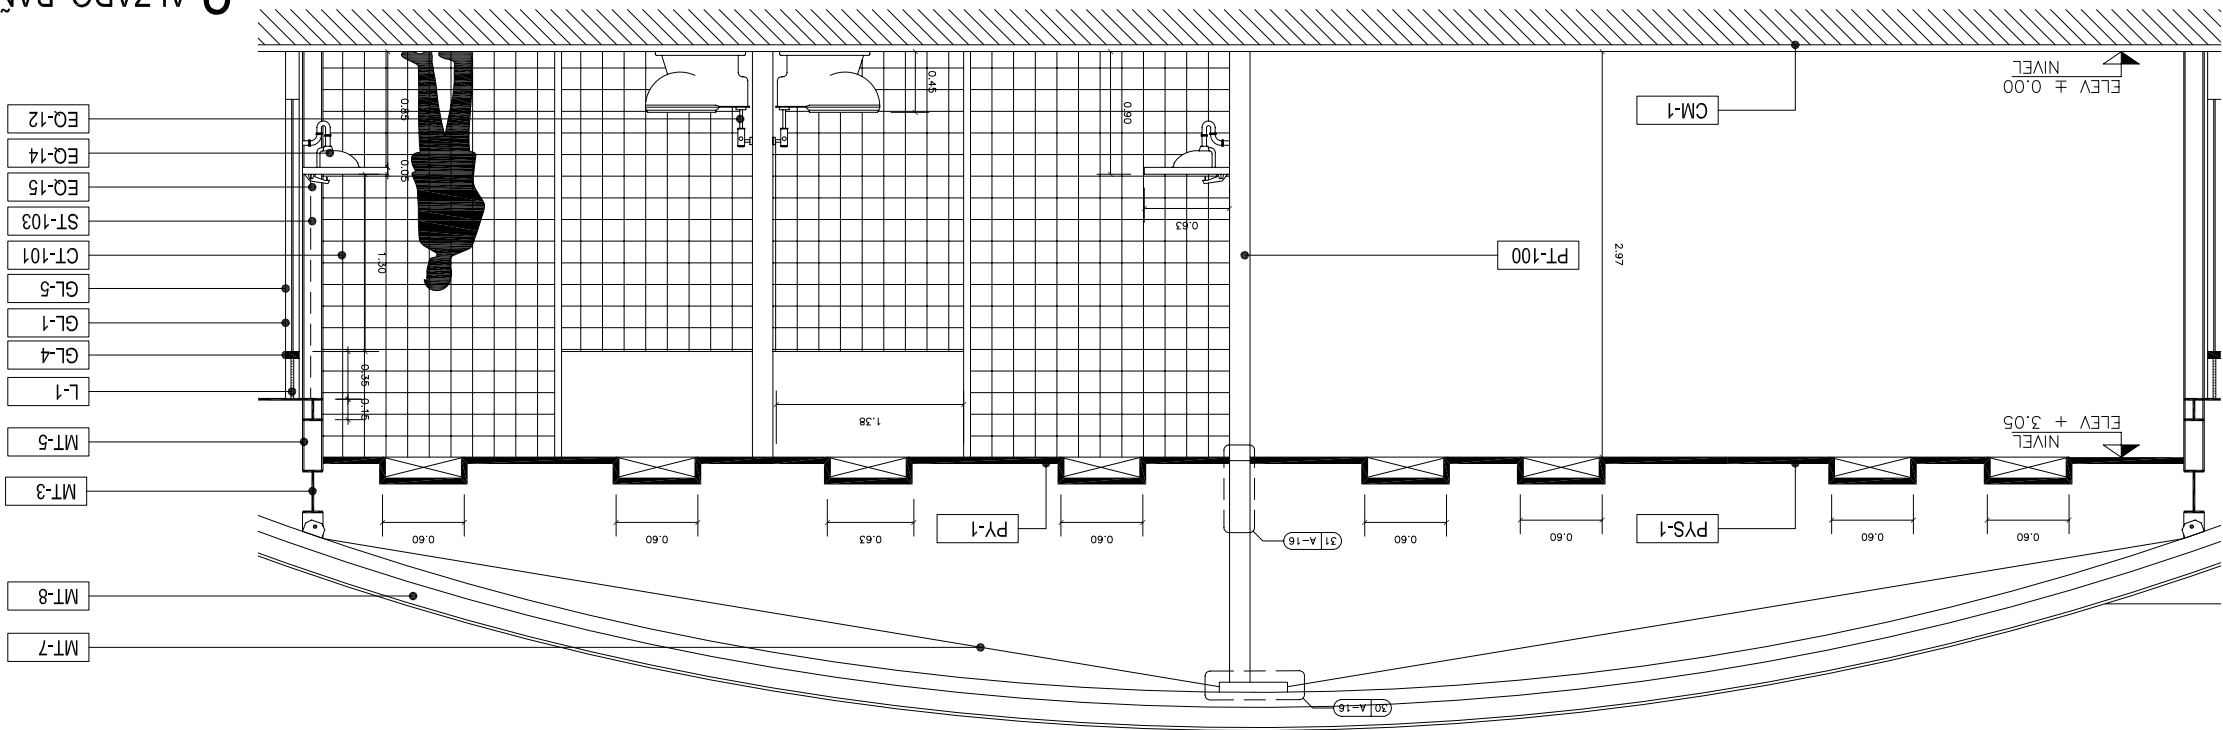 30 A-16
MT-7
MT-8
31 A-16
0.60
0.60
PYS-1
0.60
0.60
0.60
PY-1
0.63
0.60
0.60
MT-3
MT-5
NIVEL
ELEV + 3.05
1.38
0.15
0.35
L-1
GL-4
GL-1
GL-5
CT-101
ST-103
EQ-15
EQ-14
EQ-12
2.97
PT-100
0.63
1.30
0.05
0.90
0.85
0.45
CM-1
ELEV ± 0.00
NIVEL
ALZADO BAÑ